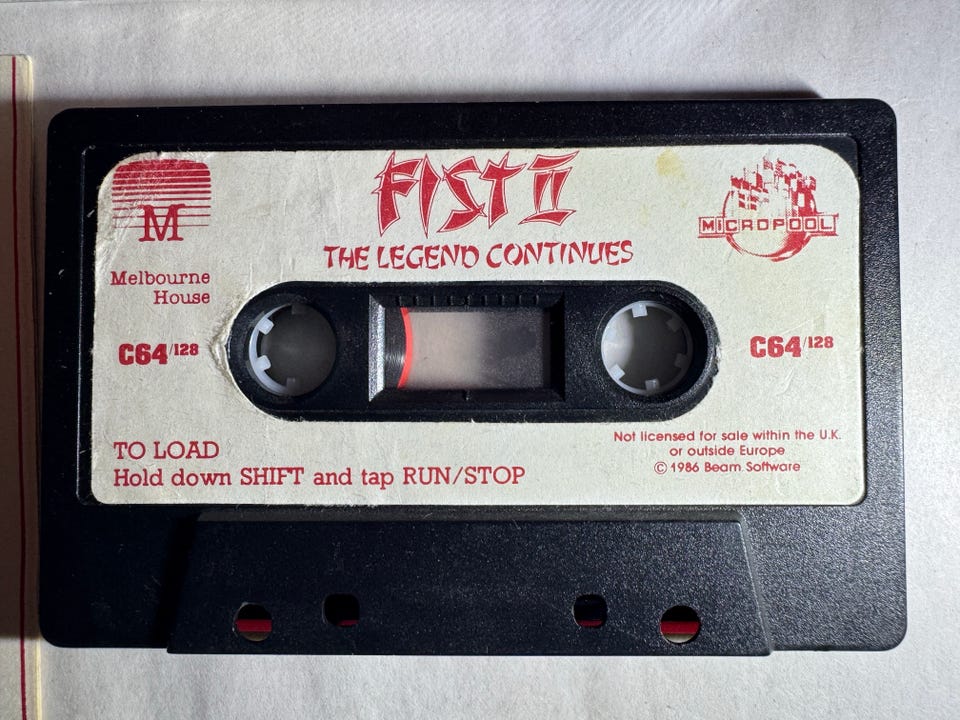 FIST II
THE LEGEND CONTINUES
M
Melbourne
House
MICROPOOL
C64/128
C64/128
TO LOAD
Hold down SHIFT and tap RUN/STOP
Not licensed for sale within the U.K.
or outside Europe
© 1986 Beam Software